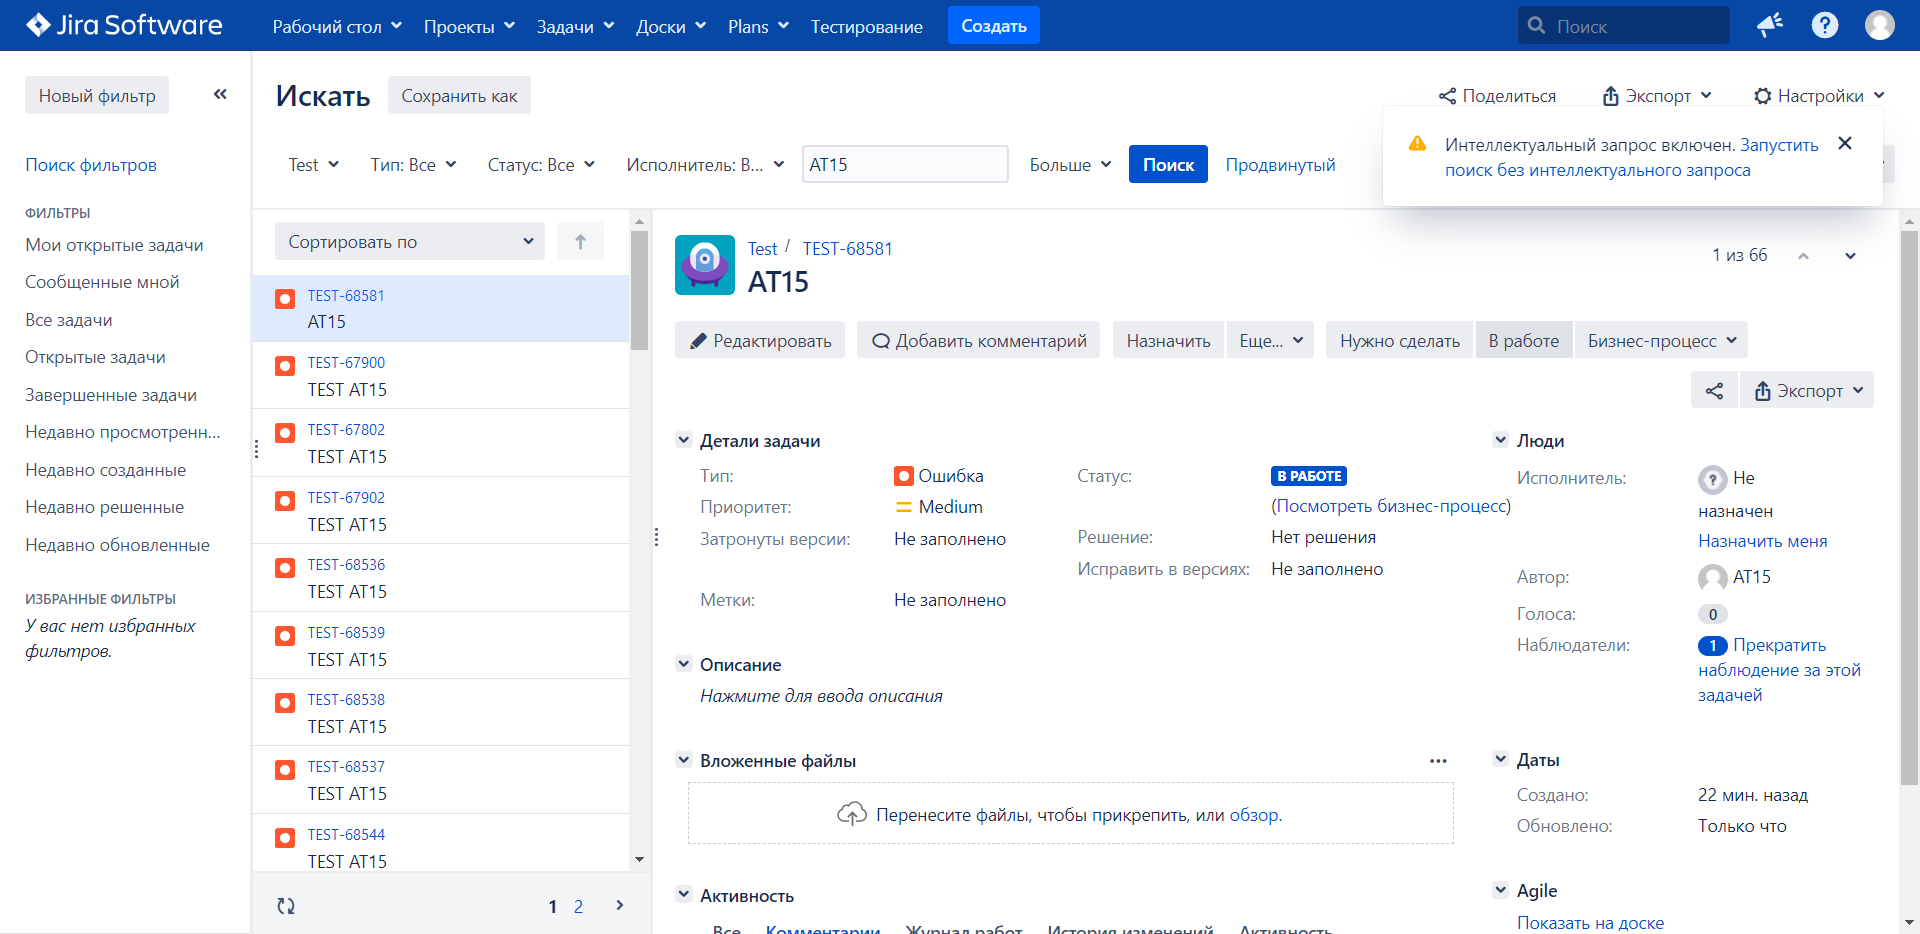 Jira Software
Рабочий стол Проекты Задачи Доски Plans Тестирование Создать Поиск
Новый фильтр
Поиск фильтров
ФИЛЬТРЫ
Мои открытые задачи
Сообщенные мной
Все задачи
Открытые задачи
Завершенные задачи
Недавно просмотренн...
Недавно созданные
Недавно решенные
Недавно обновленные
ИЗБРАННЫЕ ФИЛЬТРЫ
У вас нет избранных
фильтров.
Искать Сохранить как
Поделиться Экспорт Настройки
Интеллектуальный запрос включен. Запустить
поиск без интеллектуального запроса
Test Тип: Все Статус: Все Исполнитель: В... AT15 Больше Поиск Продвинутый
Сортировать по
TEST-68581
AT15
TEST-67900
TEST AT15
TEST-67802
TEST AT15
TEST-67902
TEST AT15
TEST-68536
TEST AT15
TEST-68539
TEST AT15
TEST-68538
TEST AT15
TEST-68537
TEST AT15
TEST-68544
TEST AT15
1 2
Test / TEST-68581
AT15
1 из 66
Редактировать Добавить комментарий Назначить Еще... Нужно сделать В работе Бизнес-процесс
Экспорт
Детали задачи
Тип: Ошибка
Приоритет: Medium
Затронуты версии: Не заполнено
Метки: Не заполнено
Статус: В РАБОТЕ
(Посмотреть бизнес-процесс)
Решение: Нет решения
Исправить в версиях: Не заполнено
Описание
Нажмите для ввода описания
Вложенные файлы
Перенесите файлы, чтобы прикрепить, или обзор.
Активность
Все Комментарии Журнал работ История изменений Активность
Люди
Исполнитель: Не
назначен
Назначить меня
Автор: AT15
Голоса: 0
Наблюдатели: 1 Прекратить
наблюдение за этой
задачей
Даты
Создано: 22 мин. назад
Обновлено: Только что
Agile
Показать на доске